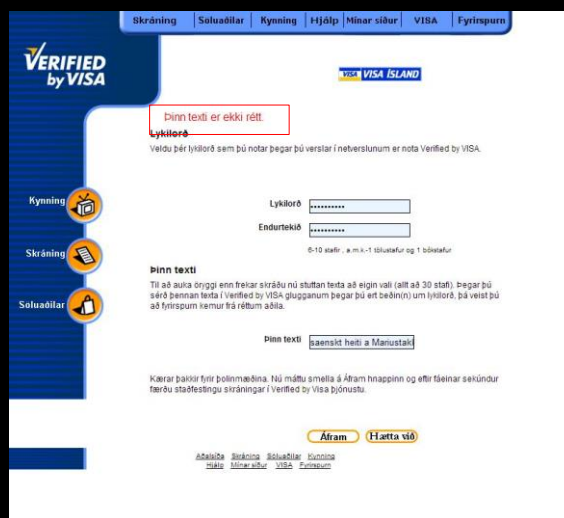 Skráning Söluaðilar Kynning Hjálp Mínar síður VISA Fyrirspurn
VERIFIED
by VISA
VISA VISA ÍSLAND
Þinn texti er ekki rétt.
Lykilorð
Veldu þér lykilorð sem þú notar þegar þú verslar í netverslunum er nota Verified by VISA.
Kynning
Lykilorð ••••••••••
Endurtekið ••••••••••
6-10 stafir , a.m.k.-1 tölustafur og 1 bókstafur
Skráning
Þinn texti
Til að auka öryggi enn frekar skráðu nú stuttan texta að eigin vali (allt að 30 stafi). Þegar þú
sérð þennan texta í Verified by VISA glugganum þegar þú ert beðin(n) um lykilorð, þá veist þú
að fyrirspurn kemur frá réttum aðila.
Söluaðilar
Þinn texti saenskt heiti a Mariustakl
Kærar þakkir fyrir þolinmæðina. Nú máttu smella á Áfram hnappinn og eftir fáeinar sekúndur
færðu staðfestingu skráningar í Verified by Visa þjónustu.
Áfram Hætta við
Aðalsíða Skráning Söluaðilar Kynning
Hjálp Mínar síður VISA Fyrirspurn